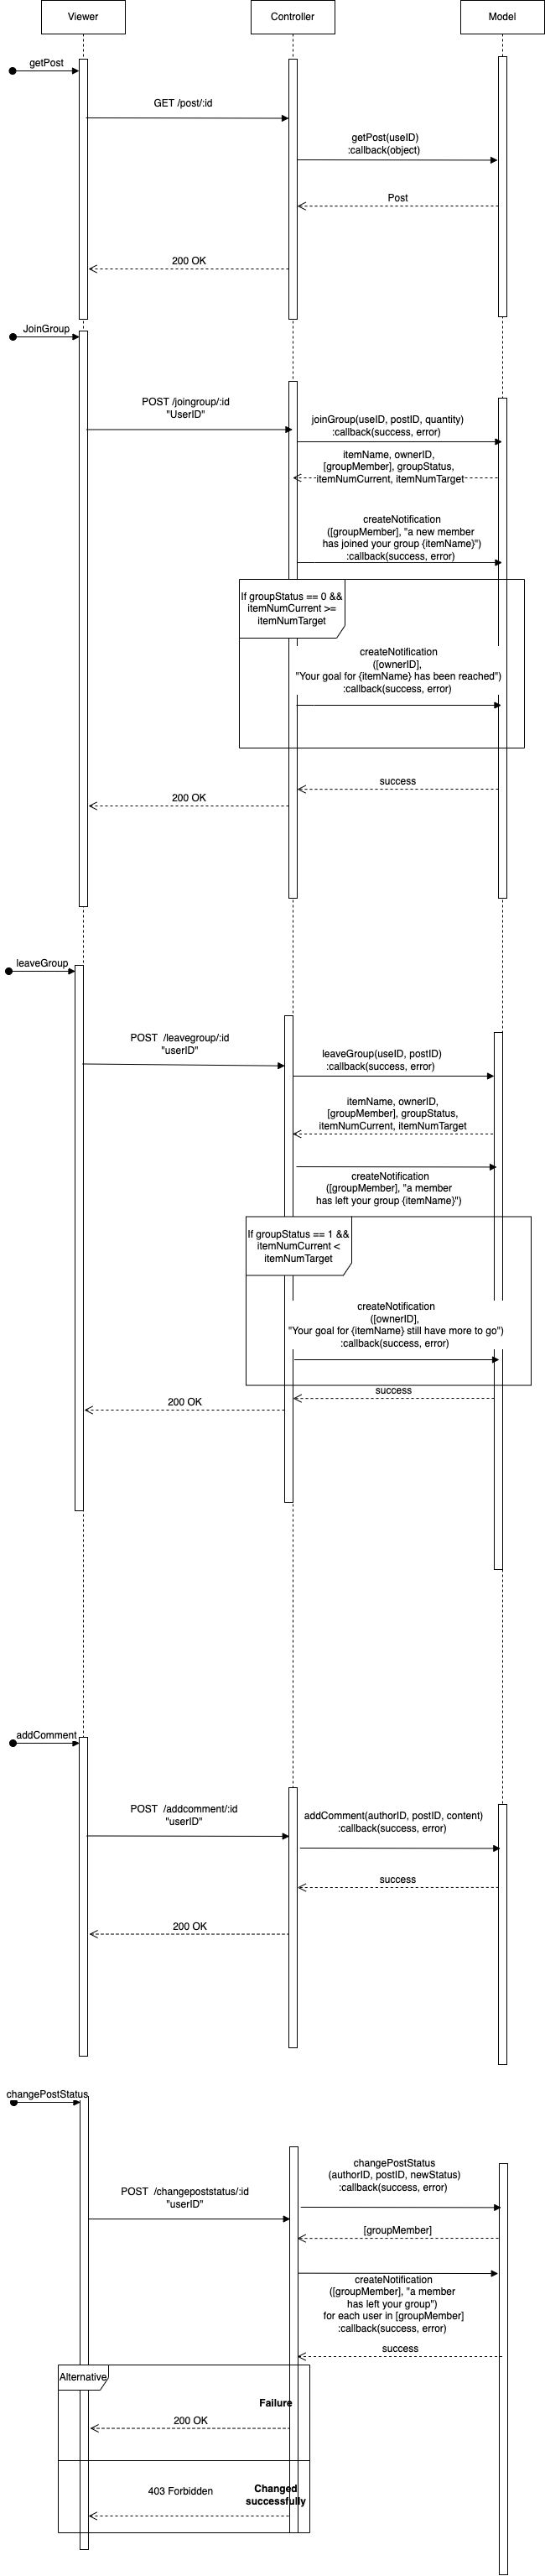 Viewer
Controller
Model
getPost
GET /post/:id
getPost(useID)
:callback(object)
Post
200 OK
JoinGroup
POST /joingroup/:id
"UserID"
joinGroup(useID, postID, quantity)
:callback(success, error)
itemName, ownerID,
[groupMember], groupStatus,
itemNumCurrent, itemNumTarget
createNotification
([groupMember], "a new member
has joined your group {itemName}")
:callback(success, error)
If groupStatus == 0 &&
itemNumCurrent >=
itemNumTarget
createNotification
([ownerID],
"Your goal for {itemName} has been reached")
:callback(success, error)
success
200 OK
leaveGroup
POST /leavegroup/:id
"userID"
leaveGroup(useID, postID)
:callback(success, error)
itemName, ownerID,
[groupMember], groupStatus,
itemNumCurrent, itemNumTarget
createNotification
([groupMember], "a member
has left your group {itemName}")
If groupStatus == 1 &&
itemNumCurrent <
itemNumTarget
createNotification
([ownerID],
"Your goal for {itemName} still have more to go")
:callback(success, error)
success
200 OK
addComment
POST /addcomment/:id
"userID"
addComment(authorID, postID, content)
:callback(success, error)
success
200 OK
changePostStatus
POST /changepoststatus/:id
"userID"
changePostStatus
(authorID, postID, newStatus)
:callback(success, error)
[groupMember]
createNotification
([groupMember], "a member
has left your group")
for each user in [groupMember]
:callback(success, error)
success
Alternative
Failure
200 OK
403 Forbidden
Changed
successfully